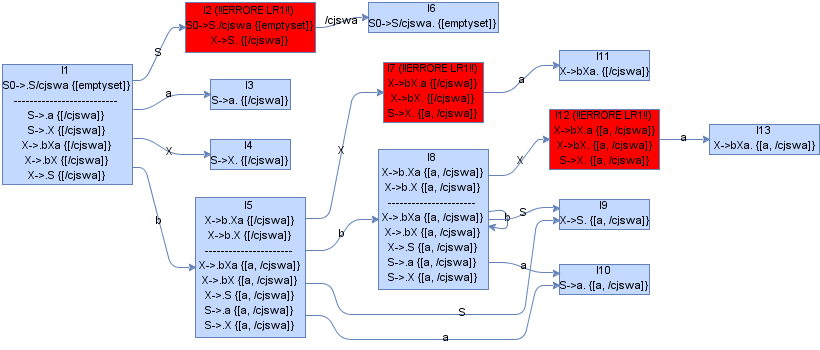 I1
S0->.S/cjswa {[emptyset]}
----------------------------
S->.a {[/cjswa]}
S->.X {[/cjswa]}
X->.bXa {[/cjswa]}
X->.bX {[/cjswa]}
X->.S {[/cjswa]}
S
a
X
b
I2 (!!ERRORE LR1!!)
S0->S./cjswa {[emptyset]}
X->S. {[/cjswa]}
/cjswa
I6
S0->S/cjswa. {[emptyset]}
I3
S->a. {[/cjswa]}
I4
S->X. {[/cjswa]}
I5
X->b.Xa {[/cjswa]}
X->b.X {[/cjswa]}
------------------------
X->.bXa {[a, /cjswa]}
X->.bX {[a, /cjswa]}
X->.S {[a, /cjswa]}
S->.a {[a, /cjswa]}
S->.X {[a, /cjswa]}
X
b
S
a
I7 (!!ERRORE LR1!!)
X->bX.a {[/cjswa]}
X->bX. {[/cjswa]}
S->X. {[a, /cjswa]}
a
I11
X->bXa. {[/cjswa]}
I8
X->b.Xa {[a, /cjswa]}
X->b.X {[a, /cjswa]}
------------------------
X->.bXa {[a, /cjswa]}
X->.bX {[a, /cjswa]}
X->.S {[a, /cjswa]}
S->.a {[a, /cjswa]}
S->.X {[a, /cjswa]}
X
b
S
a
I12 (!!ERRORE LR1!!)
X->bX.a {[a, /cjswa]}
X->bX. {[a, /cjswa]}
S->X. {[a, /cjswa]}
a
I13
X->bXa. {[a, /cjswa]}
I9
X->S. {[a, /cjswa]}
I10
S->a. {[a, /cjswa]}